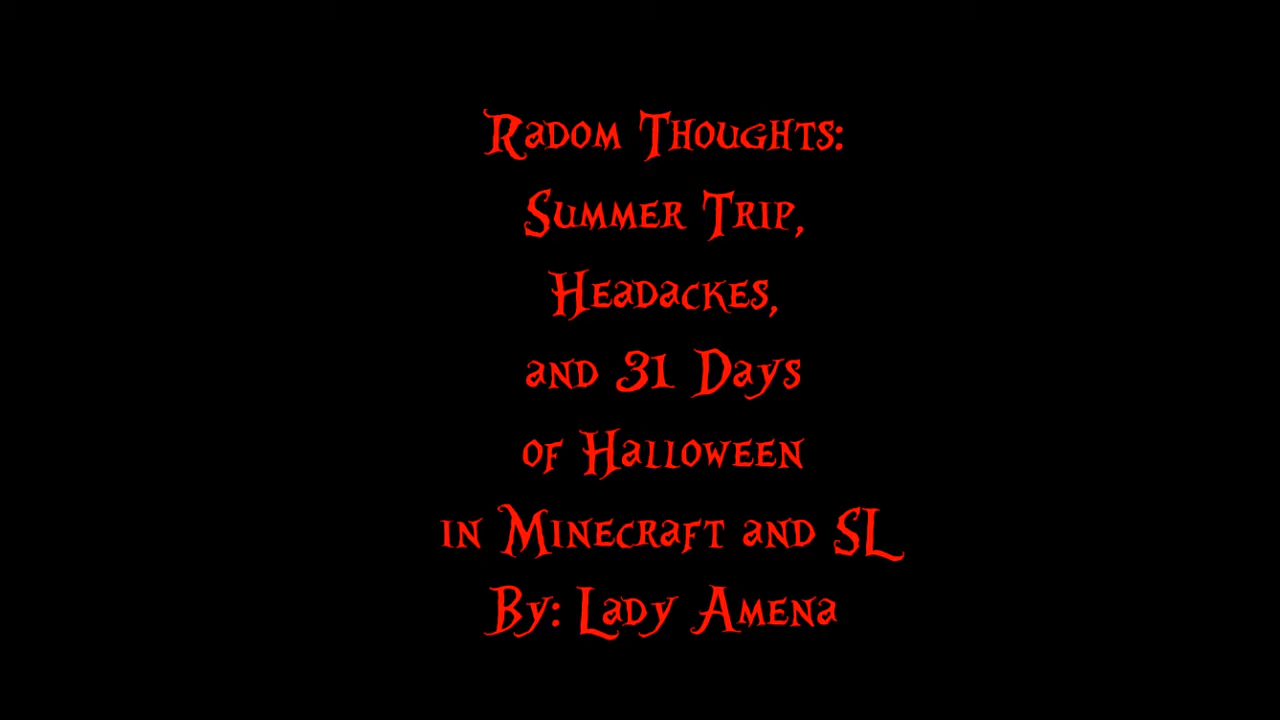 Radom Thoughts:
Summer Trip,
Headackes,
and 31 Days
of Halloween
in Minecraft and SL
By: Lady Amena